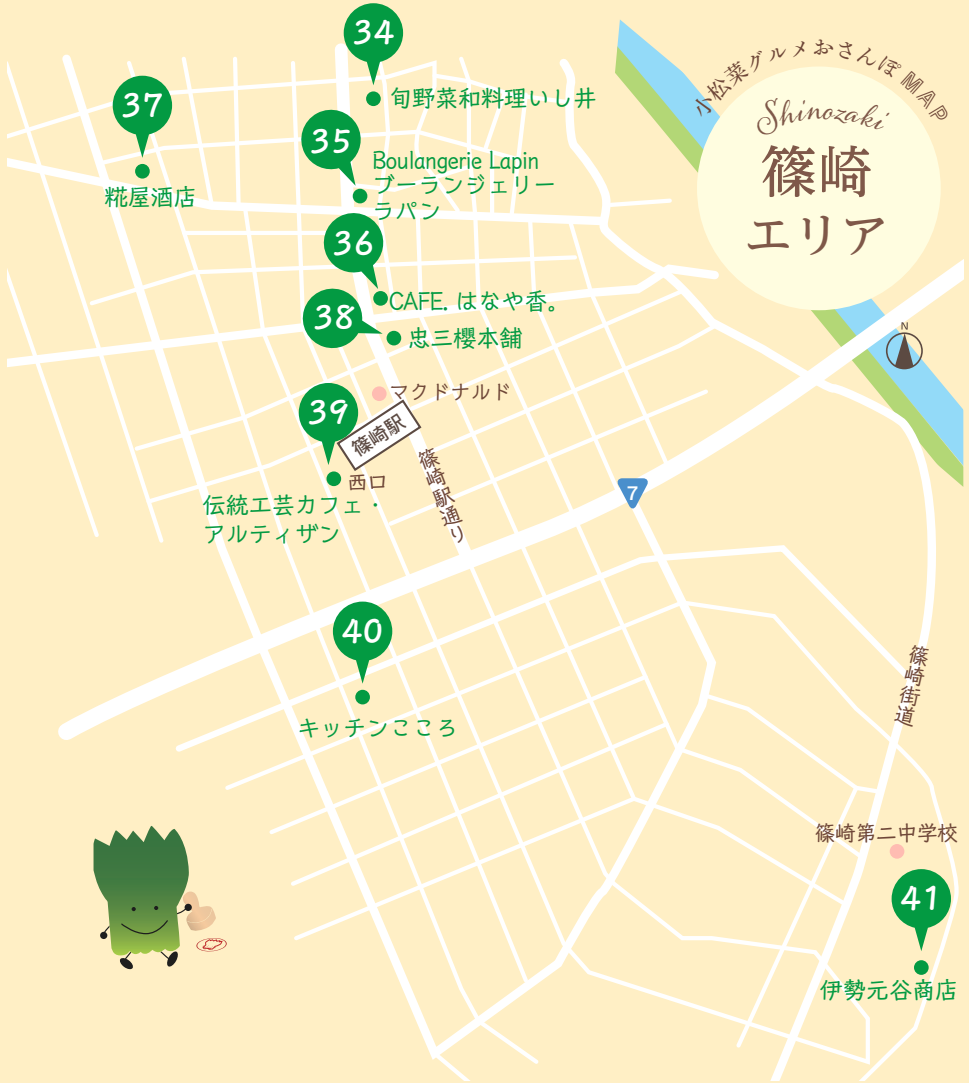 小松菜グルメおさんぽMAP
Shinozaki
篠崎
エリア
N
34
旬野菜和料理いし井
37
糀屋酒店
35
Boulangerie Lapin
ブーランジェリー
ラパン
36
CAFE. はなや香。
38
忠三櫻本舗
マクドナルド
39
篠崎駅
西口
伝統工芸カフェ・
アルティザン
篠崎駅通り
7
40
キッチンこころ
篠崎街道
篠崎第二中学校
41
伊勢元谷商店